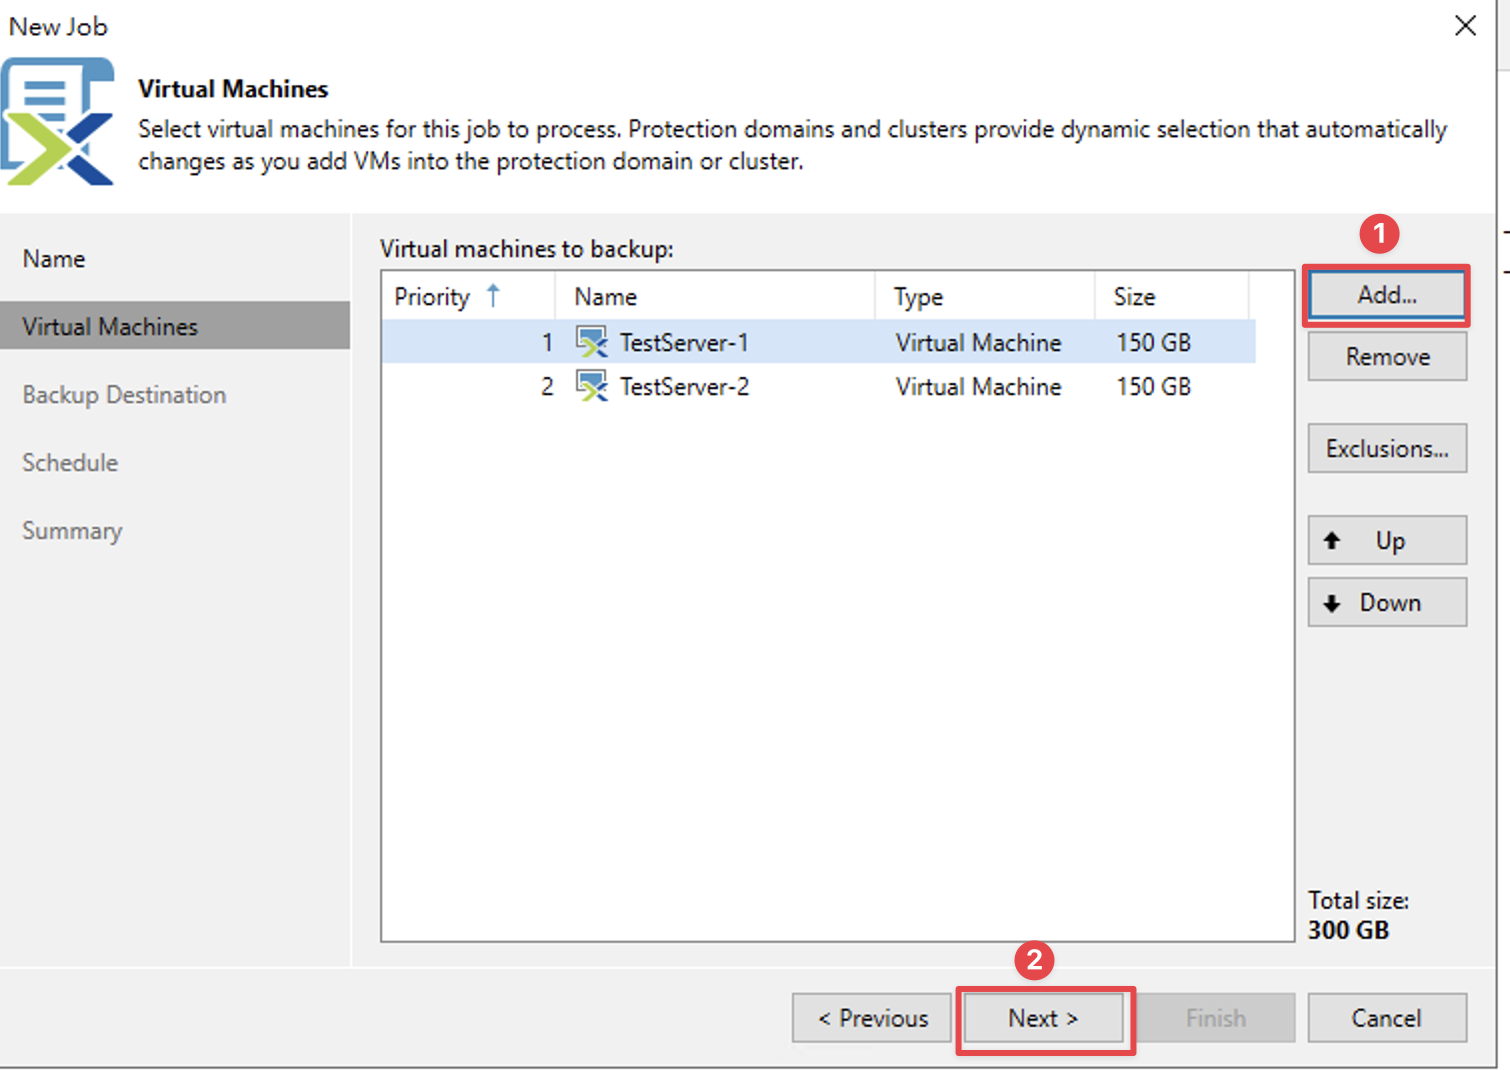 New Job
Virtual Machines
Select virtual machines for this job to process. Protection domains and clusters provide dynamic selection that automatically
changes as you add VMs into the protection domain or cluster.
Name
Virtual Machines
Backup Destination
Schedule
Summary
Virtual machines to backup:
Priority Name Type Size
1 TestServer-1 Virtual Machine 150 GB
2 TestServer-2 Virtual Machine 150 GB
1
Add...
Remove
Exclusions...
Up
Down
Total size:
300 GB
2
< Previous Next > Finish Cancel